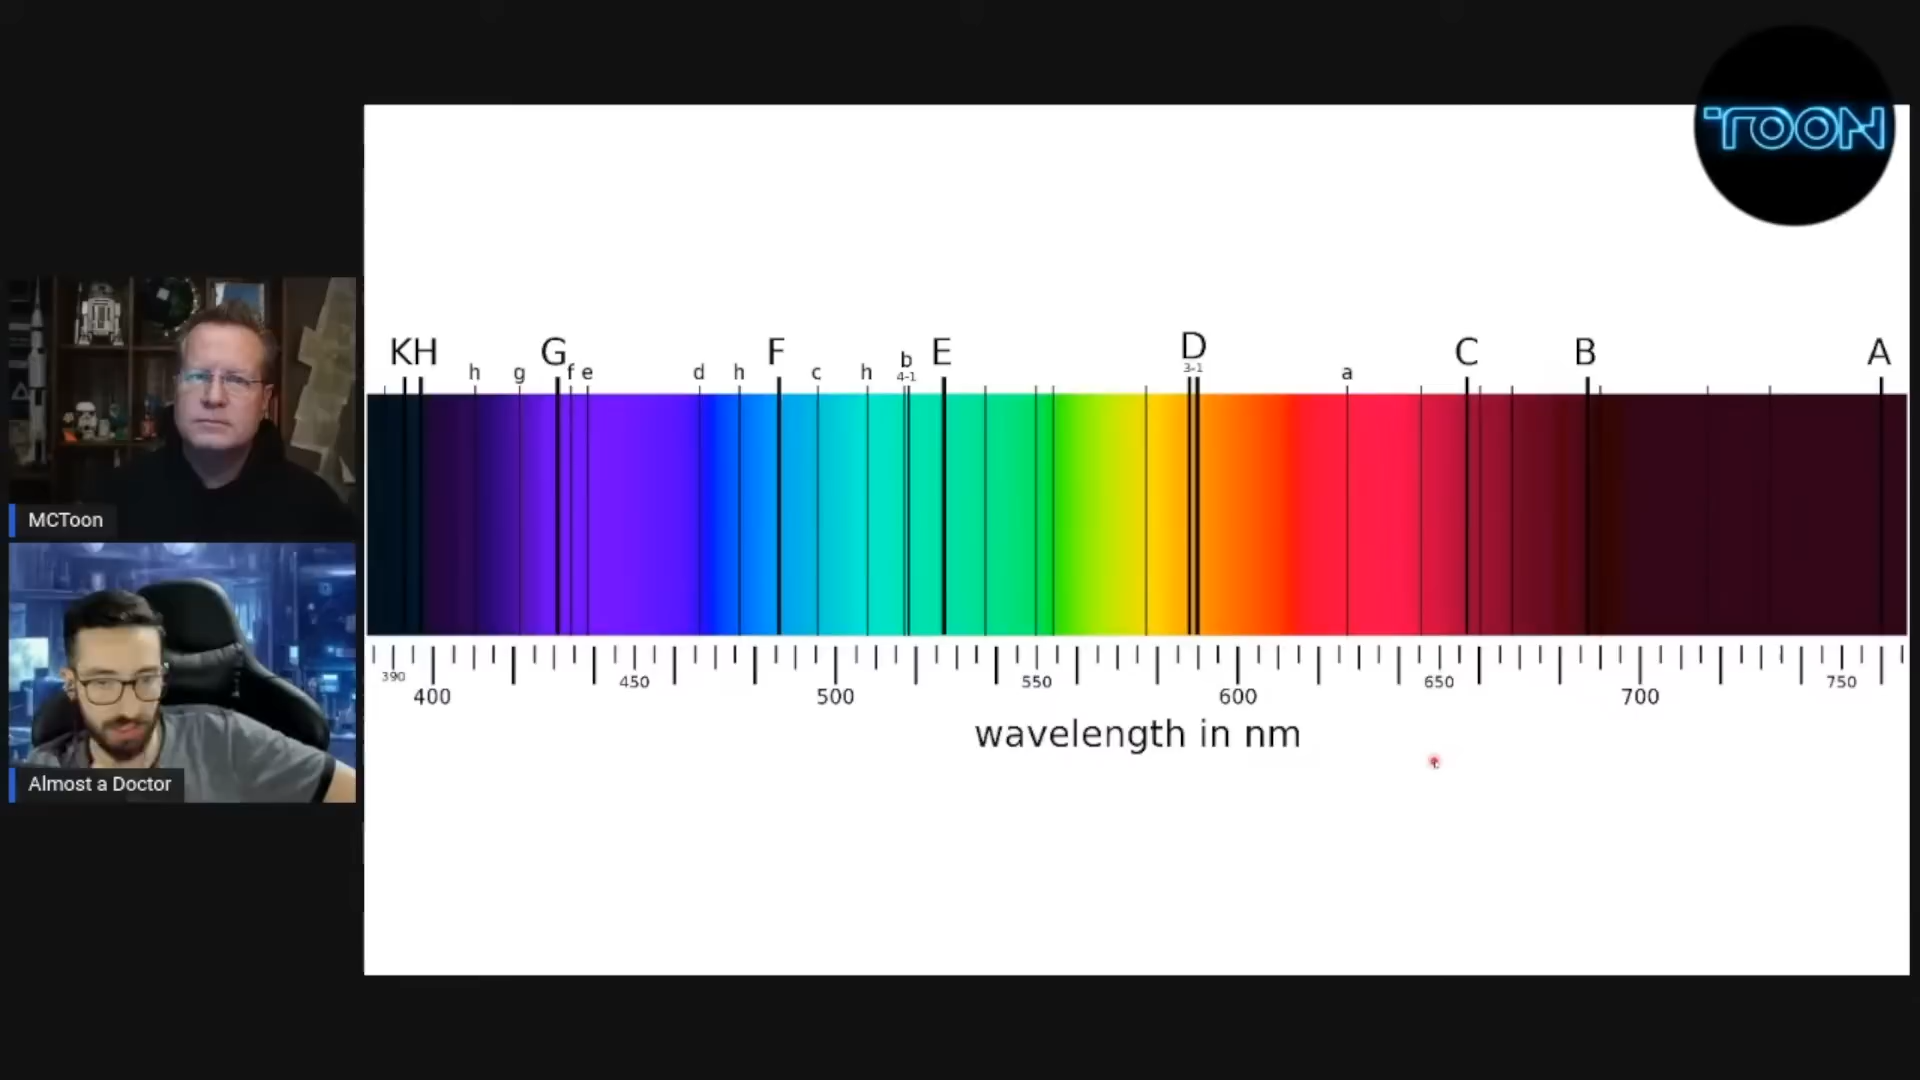 TOON
KH h g G f e d h F c h b 4-1 E D 3-1 a C B A
390 400 450 500 550 600 650 700 750
wavelength in nm
MCToon
Almost a Doctor